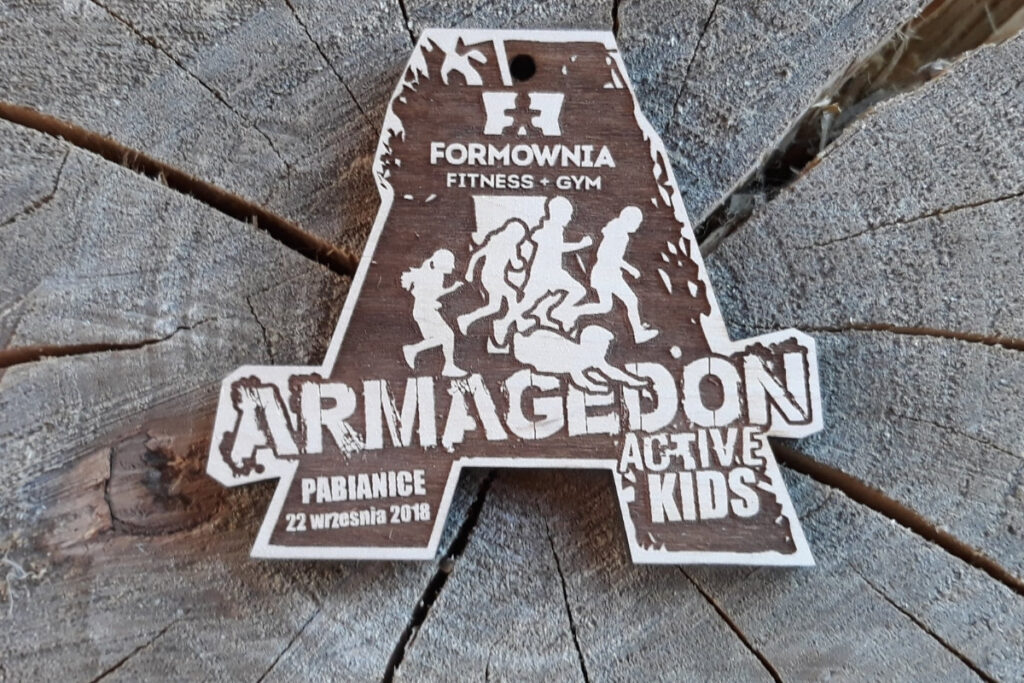 FORMOWNIA
FITNESS + GYM
ARMAGEDON
ACTIVE
KIDS
PABIANICE
22 września 2018